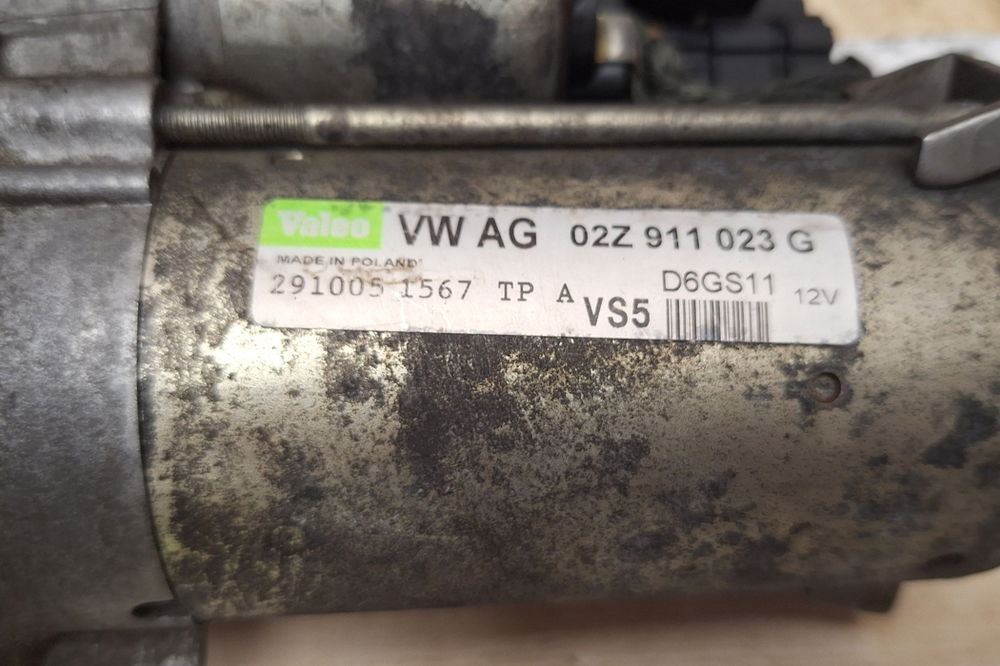 Valeo VW AG 02Z 911 023 G
MADE IN POLAND
291005 1567 TP A VS5 D6GS11 12V